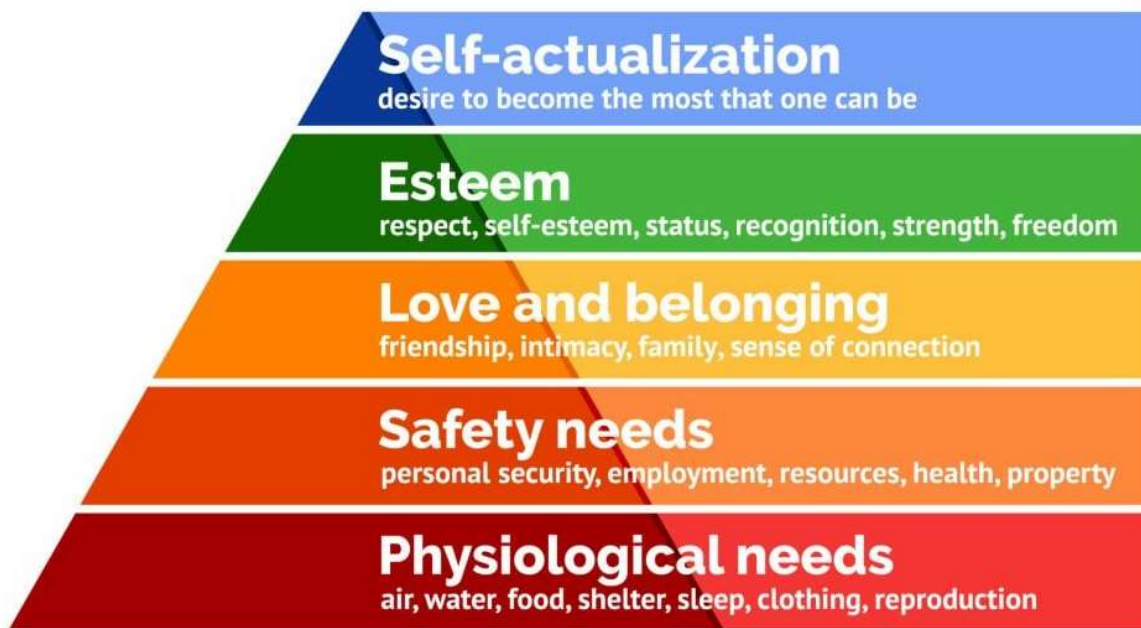 Self-actualization
desire to become the most that one can be
Esteem
respect, self-esteem, status, recognition, strength, freedom
Love and belonging
friendship, intimacy, family, sense of connection
Safety needs
personal security, employment, resources, health, property
Physiological needs
air, water, food, shelter, sleep, clothing, reproduction